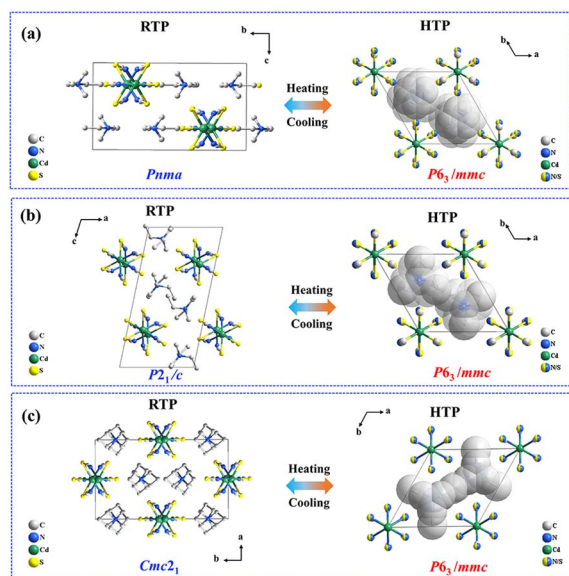 (a)
RTP
HTP
b
c
b
a
Heating
Cooling
C
N
Cd
S
C
N
Cd
N/S
Pnma
P6₃/mmc
(b)
RTP
HTP
a
c
b
a
Heating
Cooling
C
N
Cd
S
C
N
Cd
N/S
P2₁/c
P6₃/mmc
(c)
RTP
HTP
a
b
Heating
Cooling
C
N
Cd
S
a
b
C
N
Cd
N/S
Cmc2₁
P6₃/mmc